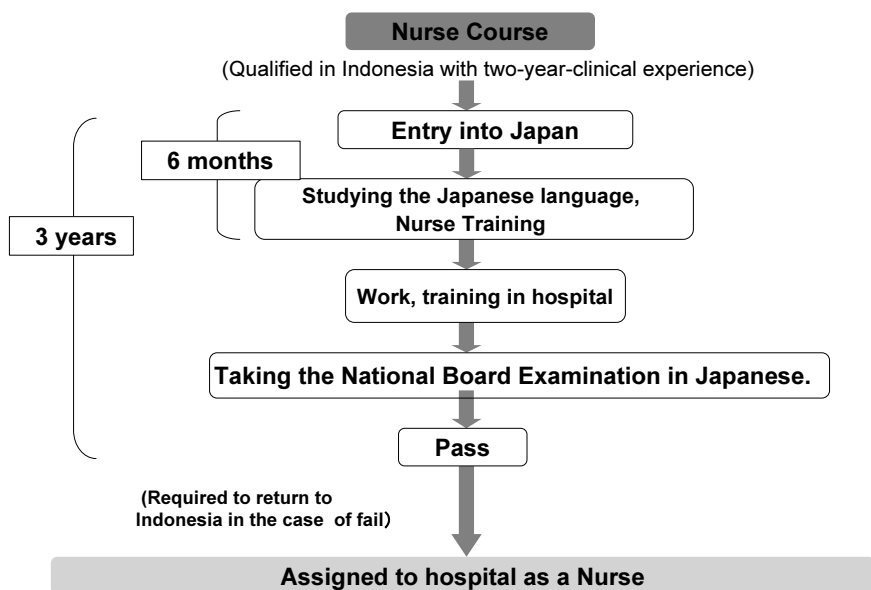 Nurse Course
(Qualified in Indonesia with two-year-clinical experience)
Entry into Japan
6 months
Studying the Japanese language,
Nurse Training
3 years
Work, training in hospital
Taking the National Board Examination in Japanese.
Pass
(Required to return to
Indonesia in the case of fail）
Assigned to hospital as a Nurse